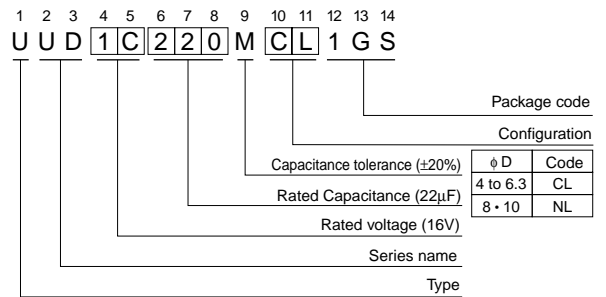 1 2 3 4 5 6 7 8 9 10 11 12 13 14
U U D 1 C 2 2 0 M C L 1 G S
Package code
Configuration
Capacitance tolerance (±20%)
φ D Code
4 to 6.3 CL
8 • 10 NL
Rated Capacitance (22μF)
Rated voltage (16V)
Series name
Type